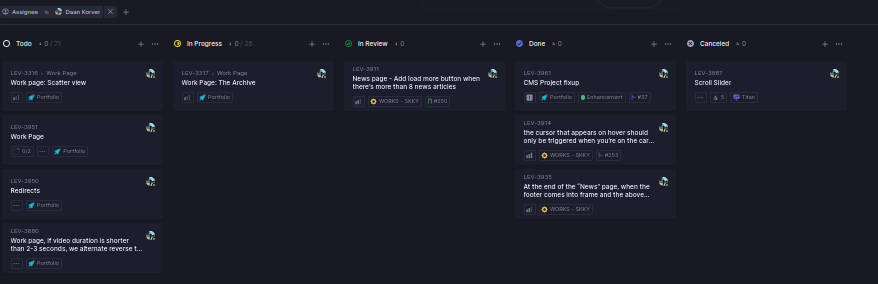 Assignee is Daan Korver
Todo 0 / 71
In Progress 0 / 26
In Review 0
Done 0
Canceled 0
LEV-3316 › Work Page
Work page: Scatter view
Portfolio
LEV-3951
Work Page
0/2 Portfolio
LEV-3950
Redirects
Portfolio
LEV-3880
Work page, if video duration is shorter
than 2-3 seconds, we alternate reverse t...
Portfolio
LEV-3317 › Work Page
Work Page: The Archive
Portfolio
LEV-3911
News page - Add load more button when
there's more than 8 news articles
WORKS - SKKY #250
LEV-3961
CMS Project fixup
Portfolio Enhancement #37
LEV-3914
the cursor that appears on hover should
only be triggered when you're on the car...
WORKS - SKKY #253
LEV-3935
At the end of the "News" page, when the
footer comes into frame and the above...
WORKS - SKKY
LEV-3887
Scroll Slider
5 Titan